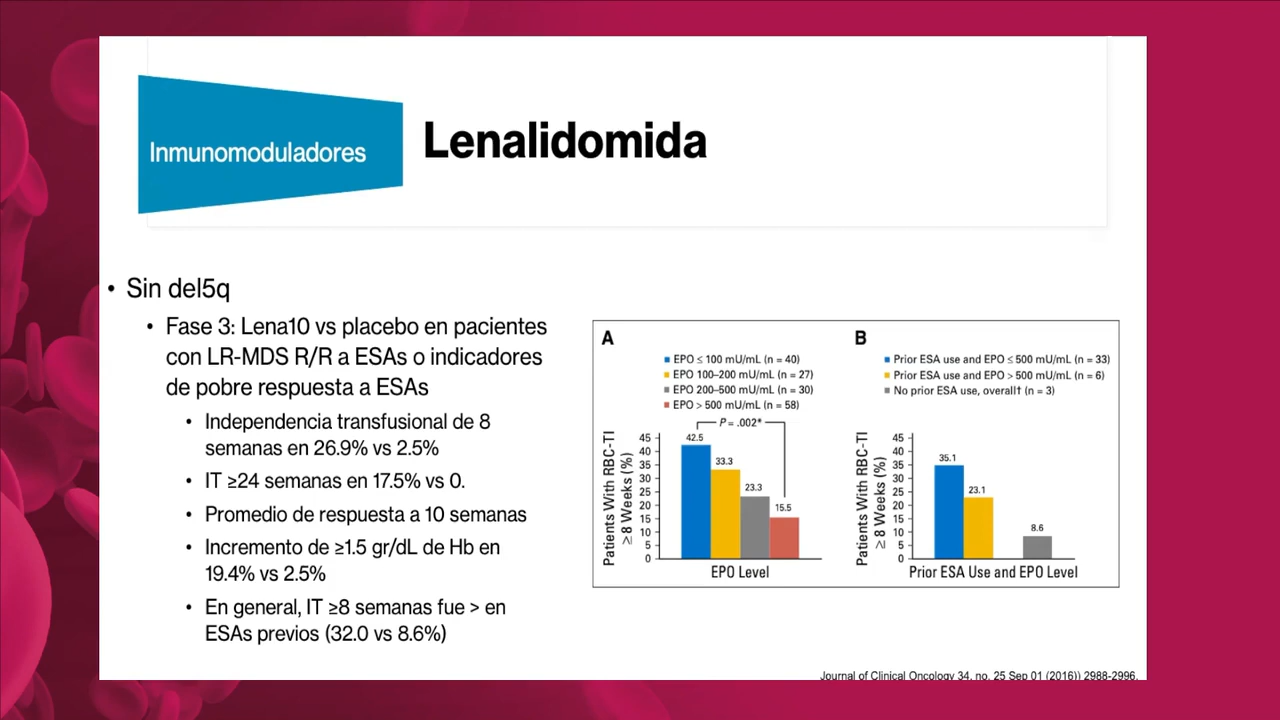 Inmunomoduladores
Lenalidomida
• Sin del5q
• Fase 3: Lena10 vs placebo en pacientes
con LR-MDS R/R a ESAs o indicadores
de pobre respuesta a ESAs
• Independencia transfusional de 8
semanas en 26.9% vs 2.5%
• IT ≥24 semanas en 17.5% vs 0.
• Promedio de respuesta a 10 semanas
• Incremento de ≥1.5 gr/dL de Hb en
19.4% vs 2.5%
• En general, IT ≥8 semanas fue > en
ESAs previos (32.0 vs 8.6%)
A
EPO ≤ 100 mU/mL (n = 40)
EPO 100–200 mU/mL (n = 27)
EPO 200–500 mU/mL (n = 30)
EPO > 500 mU/mL (n = 58)
P = .002*
Patients With RBC-TI
≥ 8 Weeks (%)
45
40
35
30
25
20
15
10
5
0
42.5
33.3
23.3
15.5
EPO Level
B
Prior ESA use and EPO ≤ 500 mU/mL (n = 33)
Prior ESA use and EPO > 500 mU/mL (n = 6)
No prior ESA use, overall† (n = 3)
Patients With RBC-TI
≥ 8 Weeks (%)
45
40
35
30
25
20
15
10
5
0
35.1
23.1
8.6
Prior ESA Use and EPO Level
Journal of Clinical Oncology 34, no. 25 Sep 01 (2016)) 2988-2996.